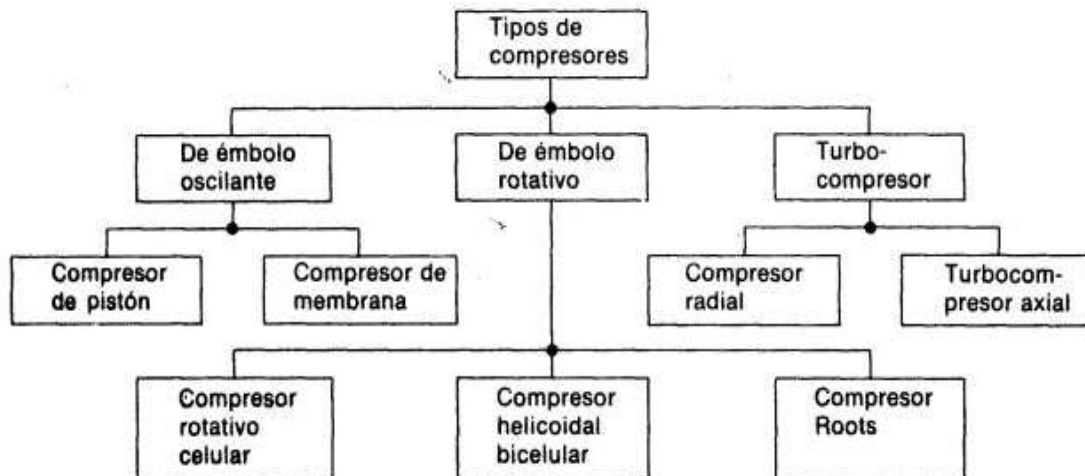 Tipos de
compresores
De émbolo
oscilante
De émbolo
rotativo
Turbo-
compresor
Compresor
de pistón
Compresor de
membrana
Compresor
radial
Turbocom-
presor axial
Compresor
rotativo
celular
Compresor
helicoidal
bicelular
Compresor
Roots